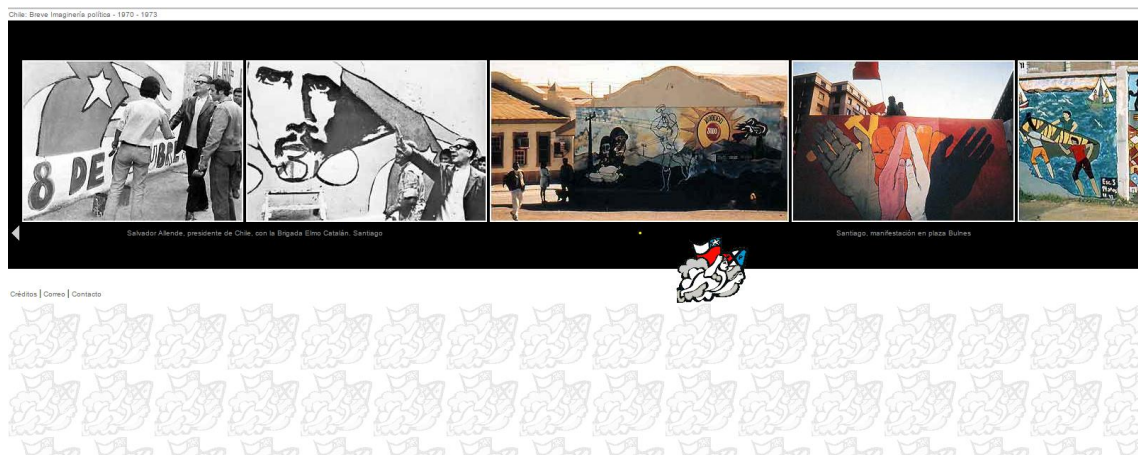 Chile: Breve Imaginería política - 1970 - 1973
8 DE
Salvador Allende, presidente de Chile, con la Brigada Elmo Catalán. Santiago
Santiago, manifestación en plaza Bulnes
Créditos | Correo | Contacto